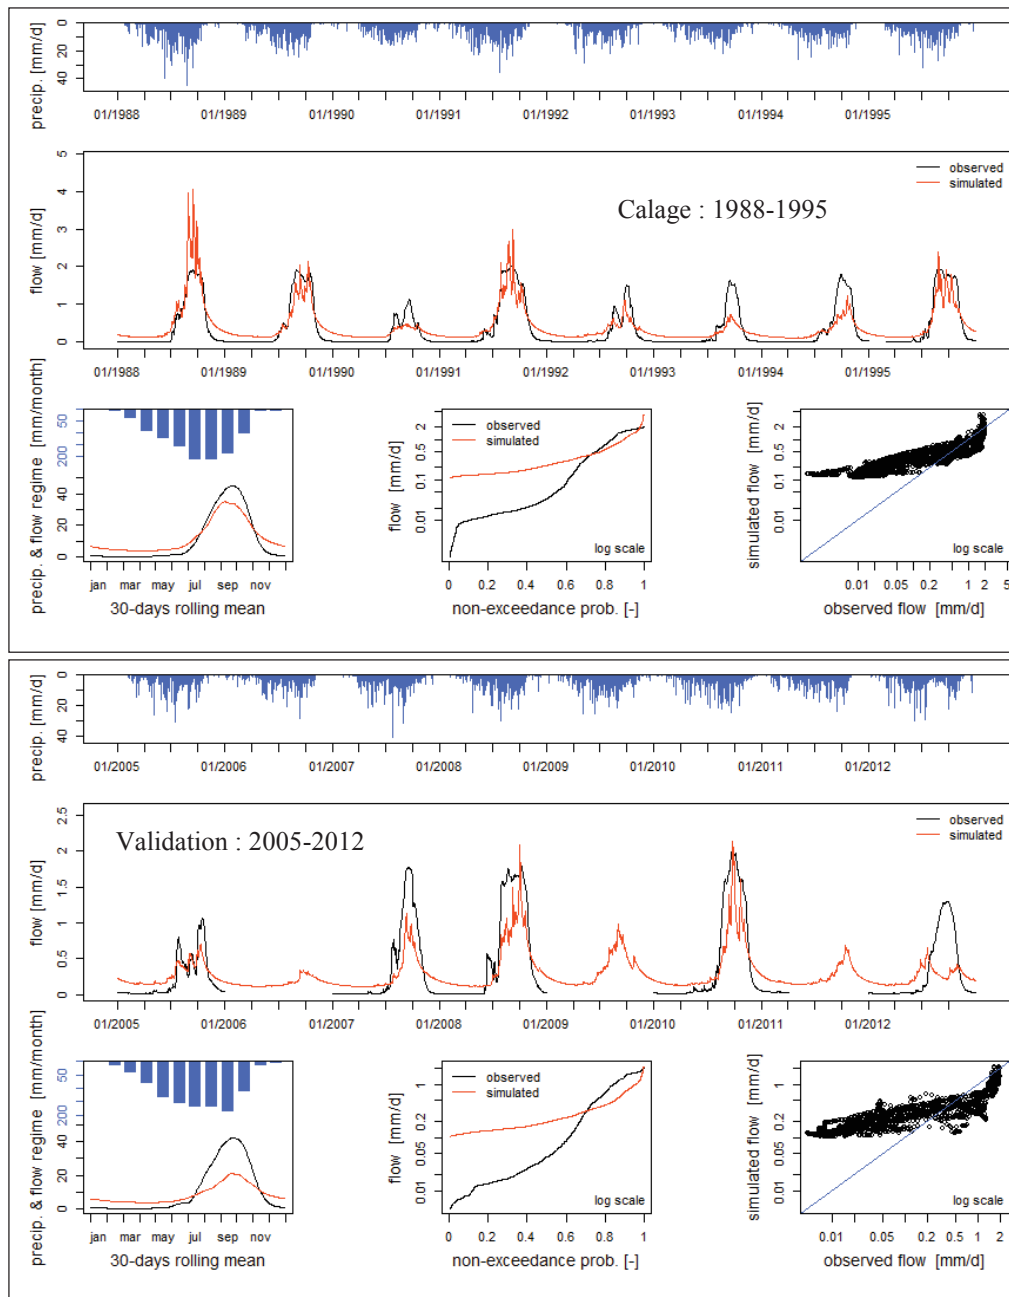 precip. [mm/d]
0
20
40
01/1988 01/1989 01/1990 01/1991 01/1992 01/1993 01/1994 01/1995
flow [mm/d]
5
4
3
2
1
0
observed
simulated
Calage : 1988-1995
01/1988 01/1989 01/1990 01/1991 01/1992 01/1993 01/1994 01/1995
precip. & flow regime [mm/month]
50
200
40
20
0
jan mar may jul sep nov
30-days rolling mean
flow [mm/d]
2
0.5
0.1
0.01
observed
simulated
log scale
0 0.2 0.4 0.6 0.8 1
non-exceedance prob. [-]
simulated flow [mm/d]
2
0.5
0.1
0.01
log scale
0.01 0.05 0.2 1 2 5
observed flow [mm/d]
precip. [mm/d]
0
20
40
01/2005 01/2006 01/2007 01/2008 01/2009 01/2010 01/2011 01/2012
flow [mm/d]
2.5
2
1.5
1
0.5
0
observed
simulated
Validation : 2005-2012
01/2005 01/2006 01/2007 01/2008 01/2009 01/2010 01/2011 01/2012
precip. & flow regime [mm/month]
50
200
40
20
0
jan mar may jul sep nov
30-days rolling mean
flow [mm/d]
1
0.2
0.05
0.01
observed
simulated
log scale
0 0.2 0.4 0.6 0.8 1
non-exceedance prob. [-]
simulated flow [mm/d]
1
0.2
0.05
0.01
log scale
0.01 0.05 0.2 0.5 1 2
observed flow [mm/d]